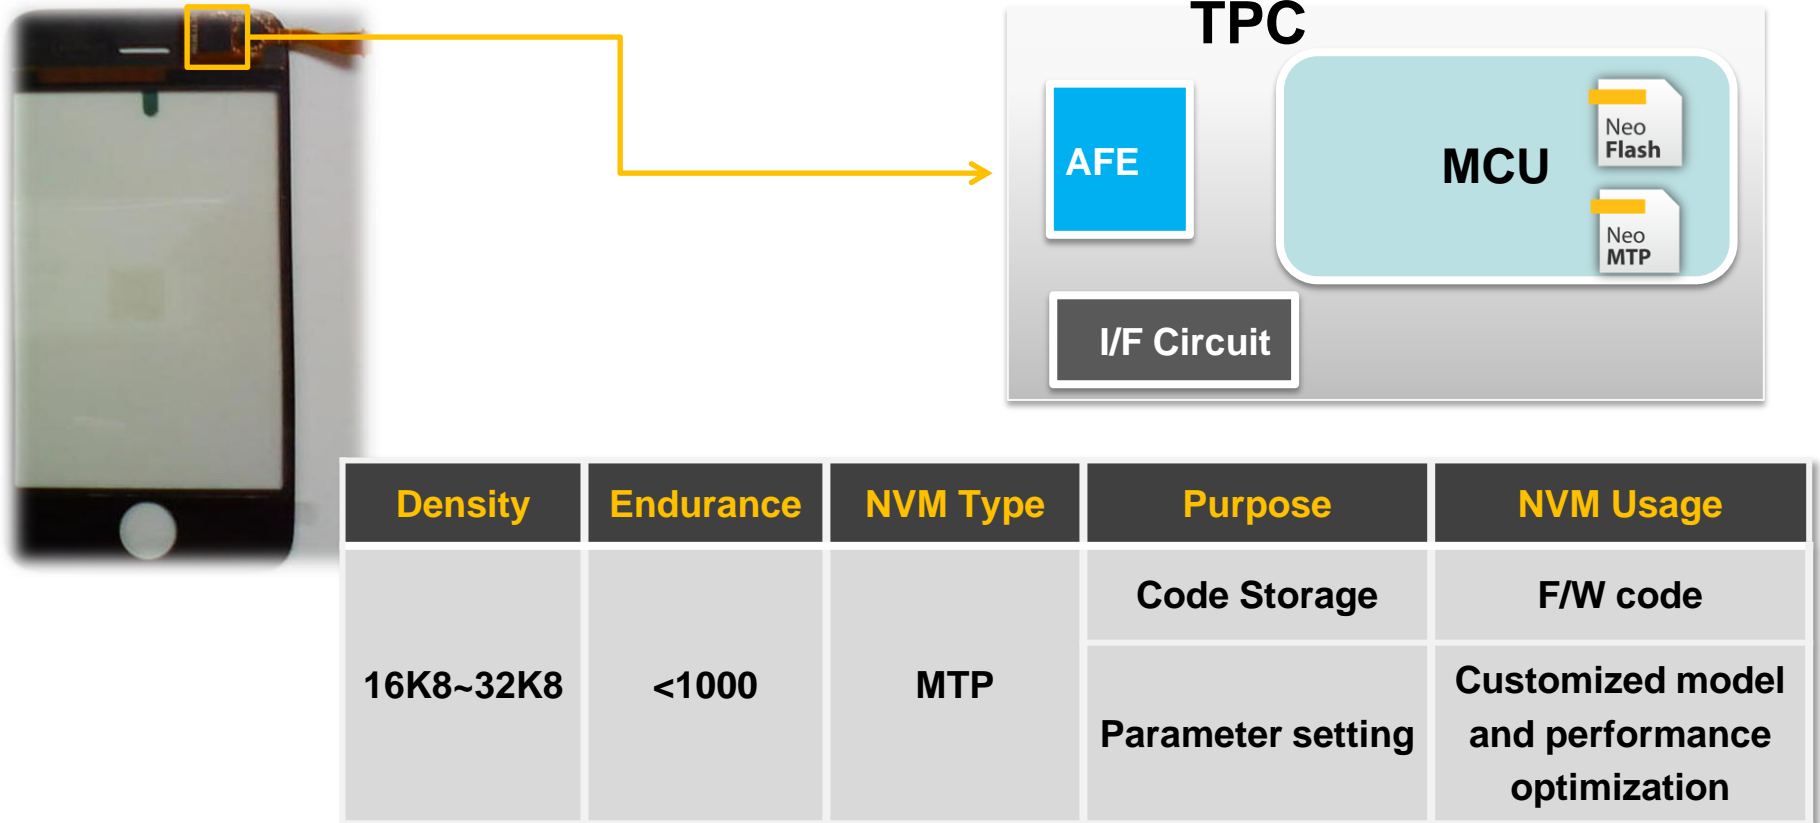 TPC
AFE
MCU
Neo
Flash
Neo
MTP
I/F Circuit
Density Endurance NVM Type Purpose NVM Usage
16K8~32K8 <1000 MTP
Code Storage F/W code
Parameter setting
Customized model
and performance
optimization